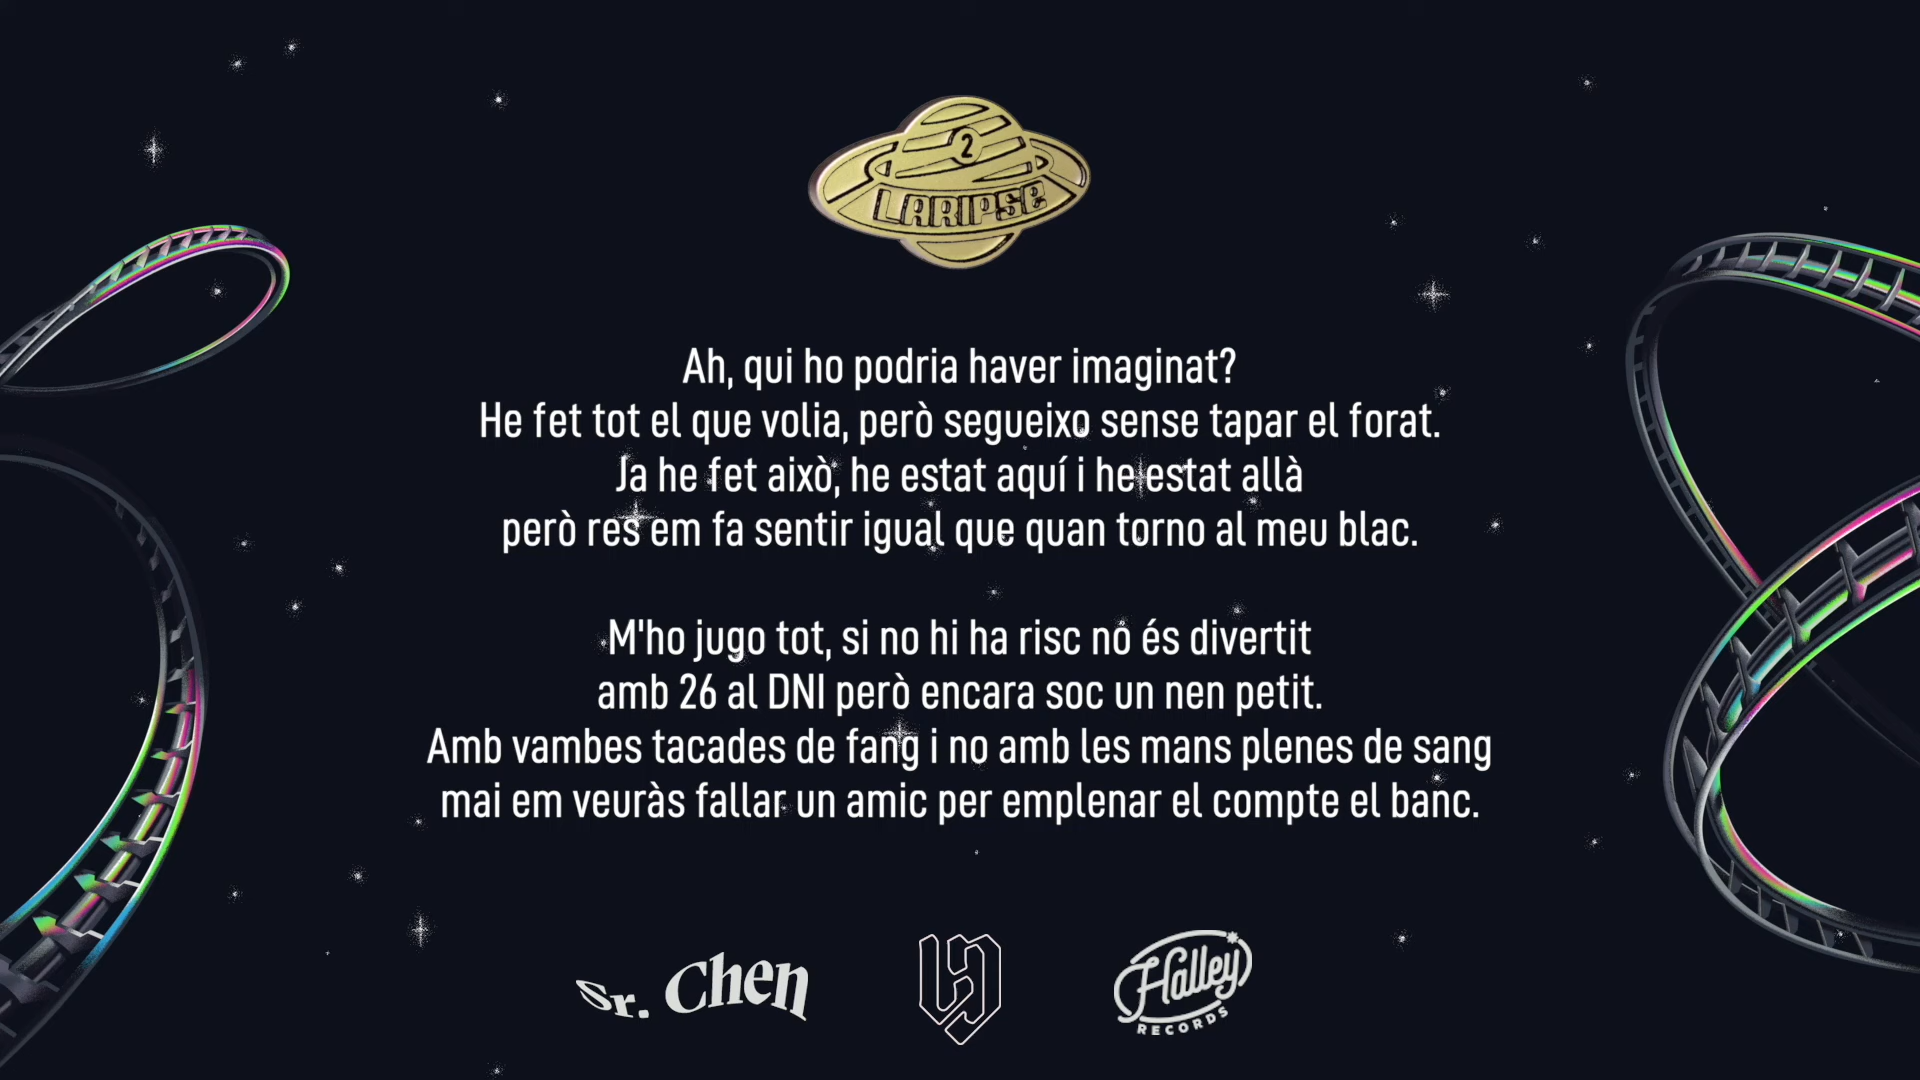 2
LARIPSE
Ah, qui ho podria haver imaginat?
He fet tot el que volia, però segueixo sense tapar el forat.
Ja he fet això, he estat aquí i he estat allà
però res em fa sentir igual que quan torno al meu blac.
M'ho jugo tot, si no hi ha risc no és divertit
amb 26 al DNI però encara soc un nen petit.
Amb vambes tacades de fang i no amb les mans plenes de sang
mai em veuràs fallar un amic per emplenar el compte el banc.
Sr. Chen
Halley
RECORDS